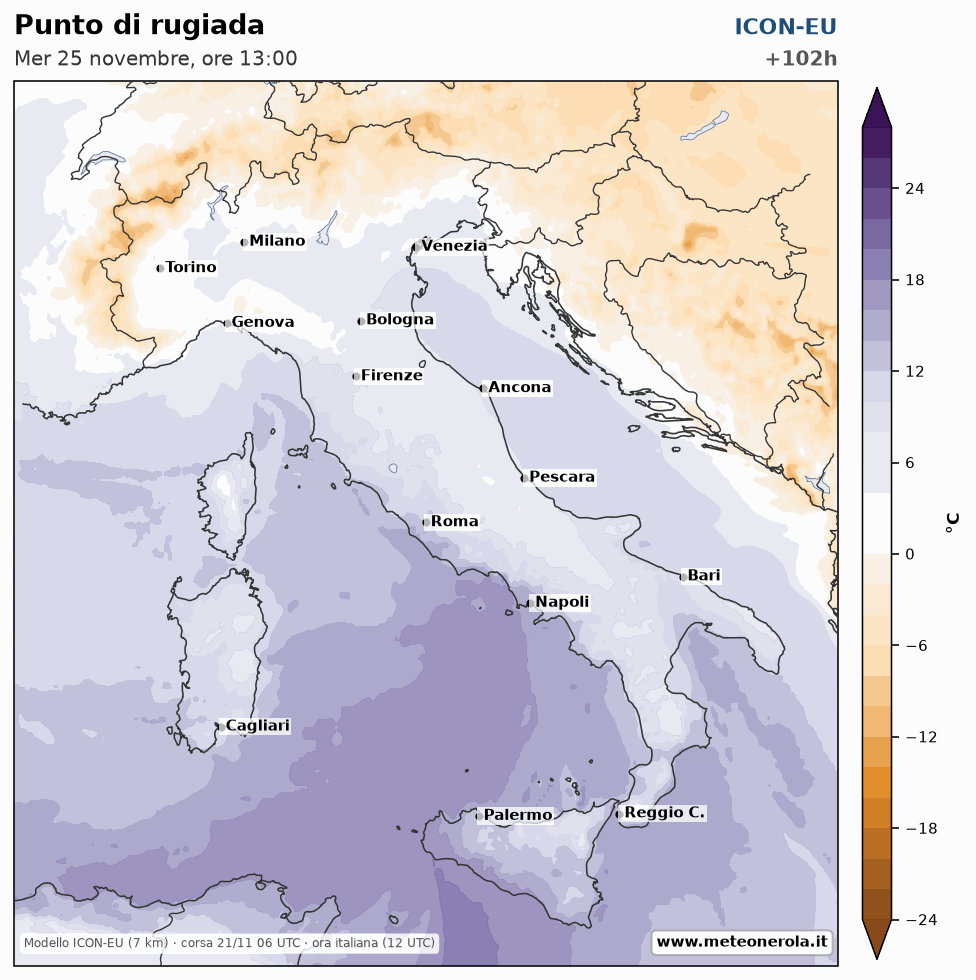 Punto di rugiada
ICON-EU
Mer 25 novembre, ore 13:00
+102h
Milano
Venezia
Torino
Genova
Bologna
Firenze
Ancona
Pescara
Roma
Bari
Napoli
Cagliari
Palermo
Reggio C.
24
18
12
6
0
−6
−12
−18
−24
°C
Modello ICON-EU (7 km) · corsa 21/11 06 UTC · ora italiana (12 UTC)
www.meteonerola.it